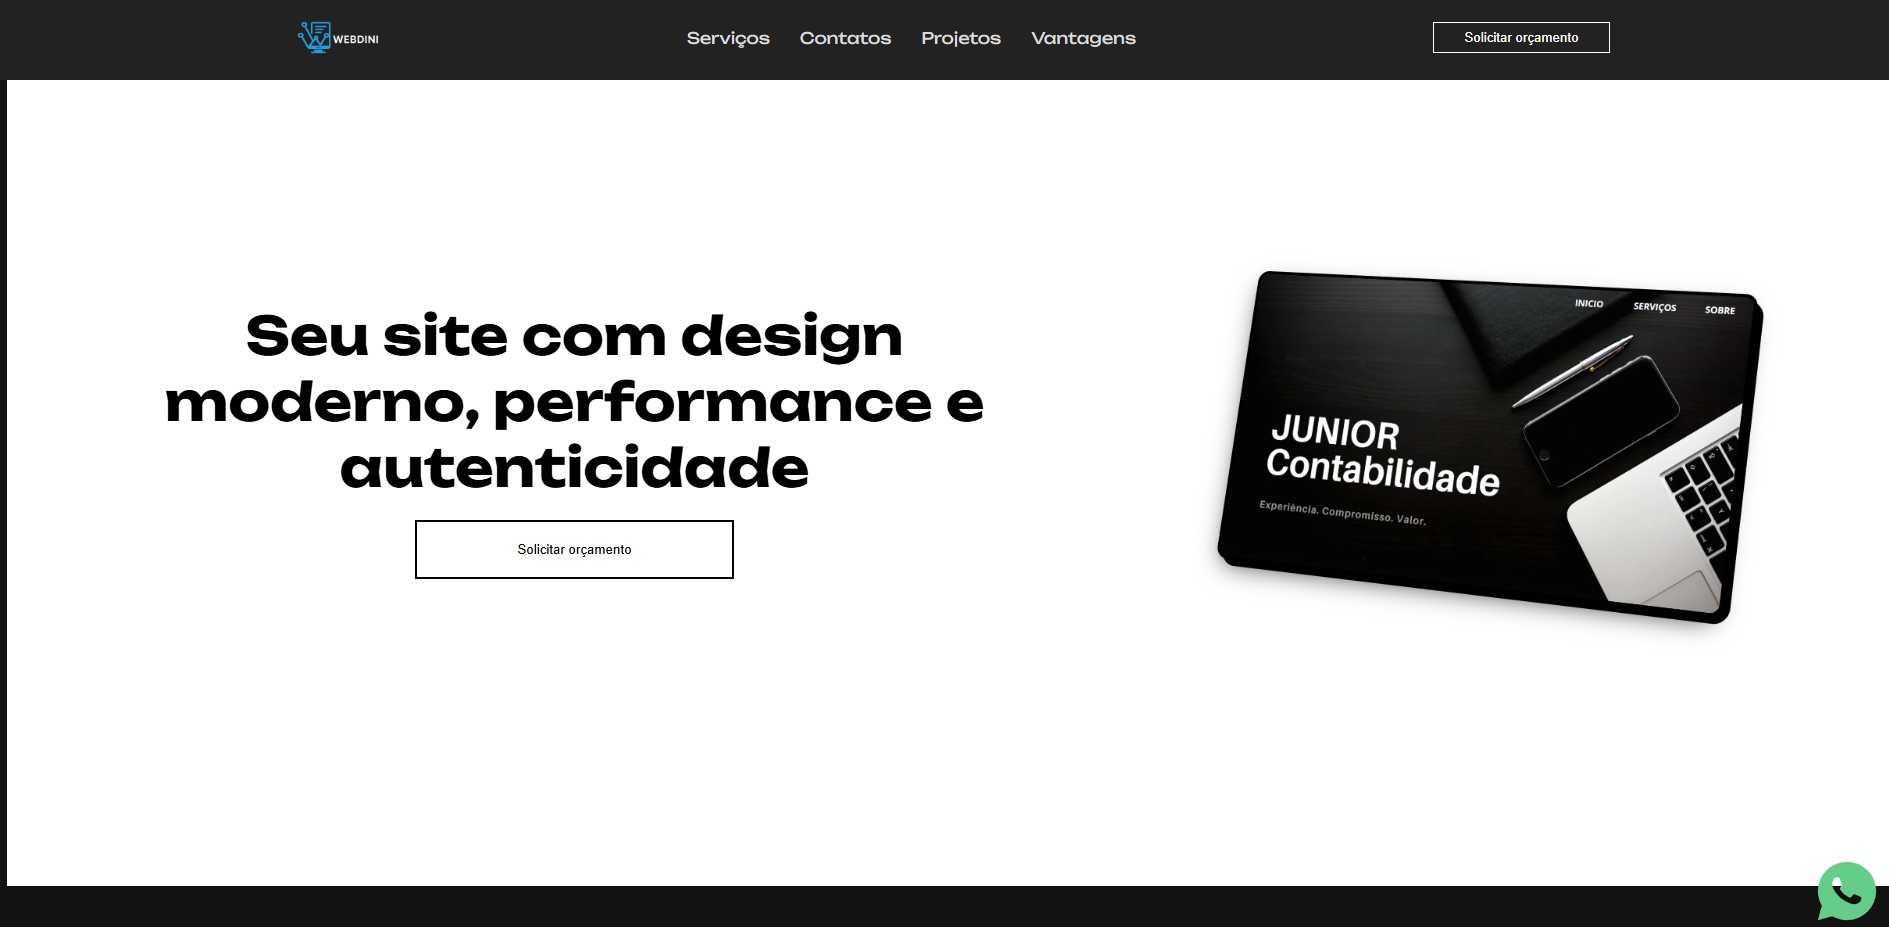 WEBDINI
Serviços
Contatos
Projetos
Vantagens
Solicitar orçamento
Seu site com design
moderno, performance e
autenticidade
Solicitar orçamento
INICIO
SERVIÇOS
SOBRE
JUNIOR
Contabilidade
Experiência. Compromisso. Valor.